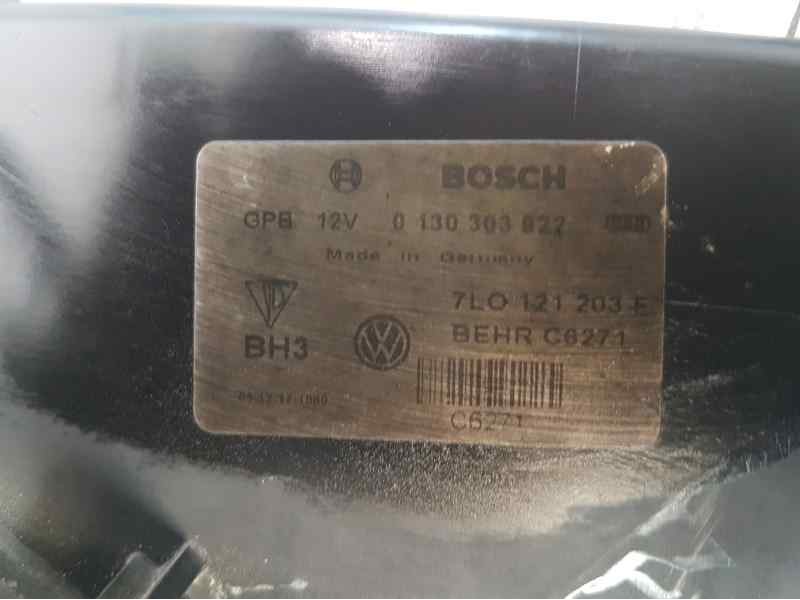 BOSCH
GPB 12V 0 130 303 922
Made in Germany
7L0 121 203 F
BH3
BEHR C6271
C6271